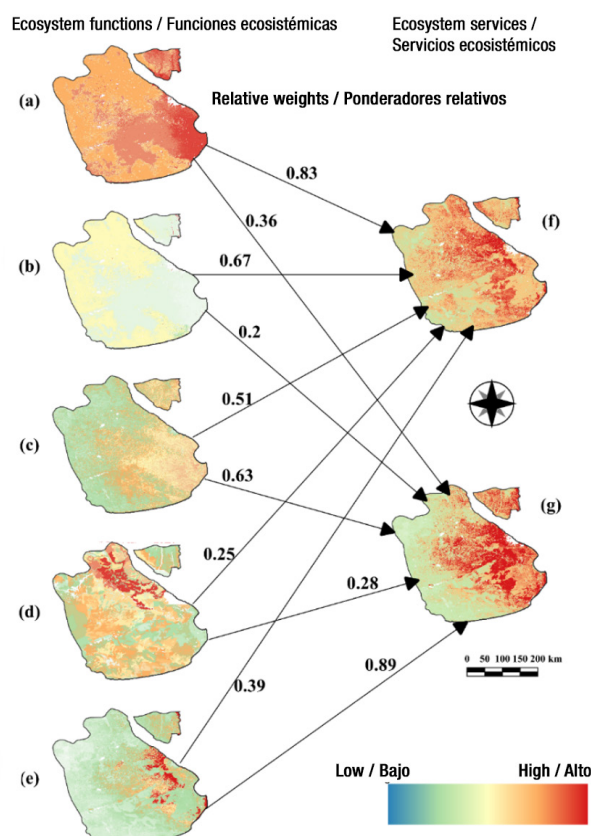 Ecosystem functions / Funciones ecosistémicas
Ecosystem services /
Servicios ecosistémicos
(a)
Relative weights / Ponderadores relativos
0.83
0.36
(f)
(b)
0.67
0.2
0.51
(c)
0.63
(g)
0.25
0.28
(d)
0.89
0.39
0 50 100 150 200 km
(e)
Low / Bajo
High / Alto